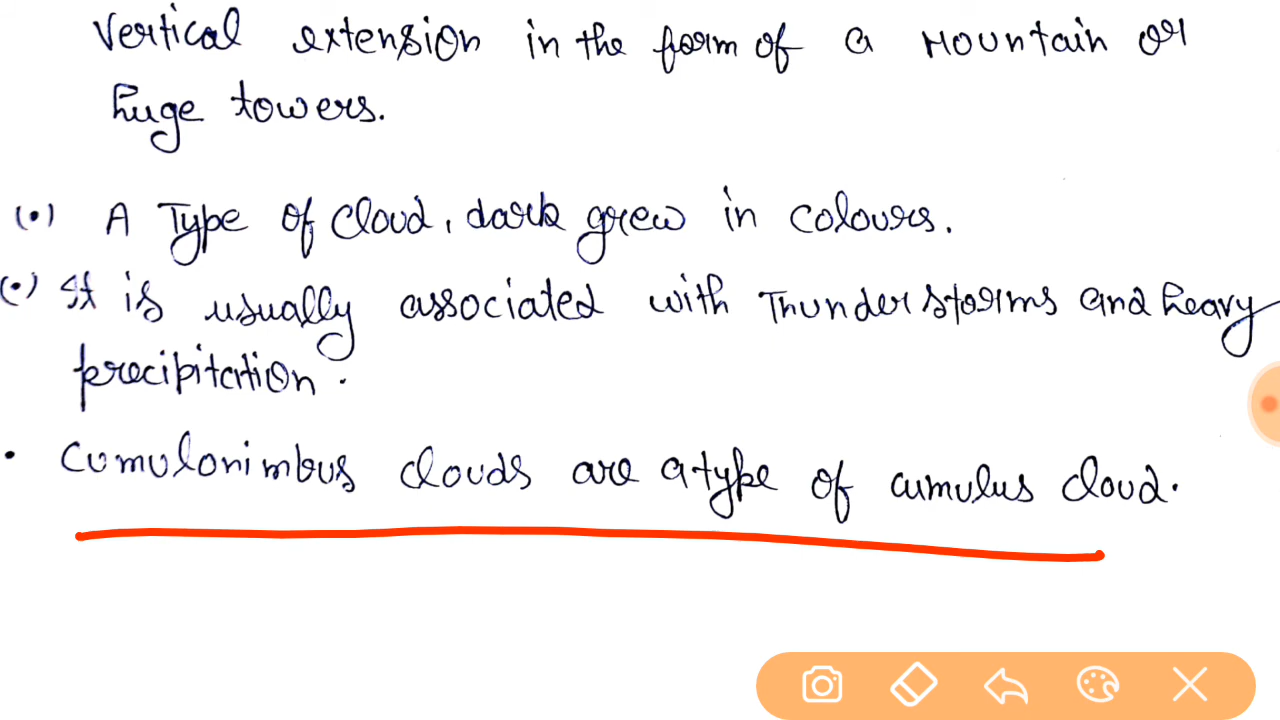 Vertical extension in the form of a Mountain or
huge towers.
(•) A Type of cloud, dark grew in colours.
(•) It is usually associated with Thunderstorms and heavy
precipitation.
• Cumulonimbus clouds are a type of cumulus cloud.